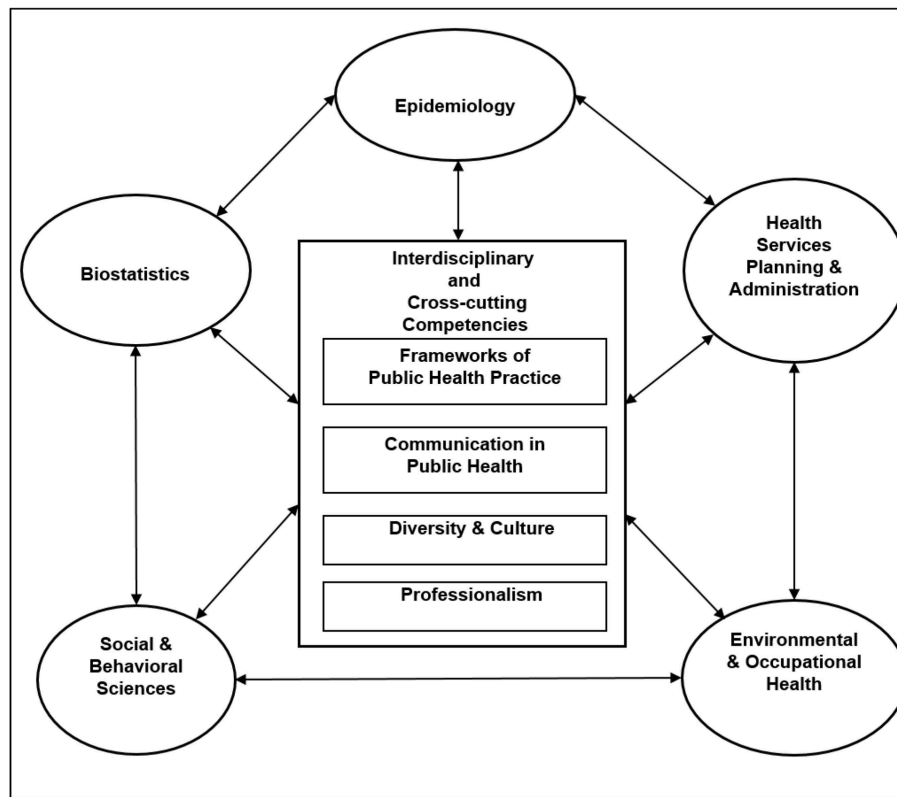 Epidemiology
Biostatistics
Health
Services
Planning &
Administration
Interdisciplinary
and
Cross-cutting
Competencies
Frameworks of
Public Health Practice
Communication in
Public Health
Diversity & Culture
Professionalism
Social &
Behavioral
Sciences
Environmental
& Occupational
Health